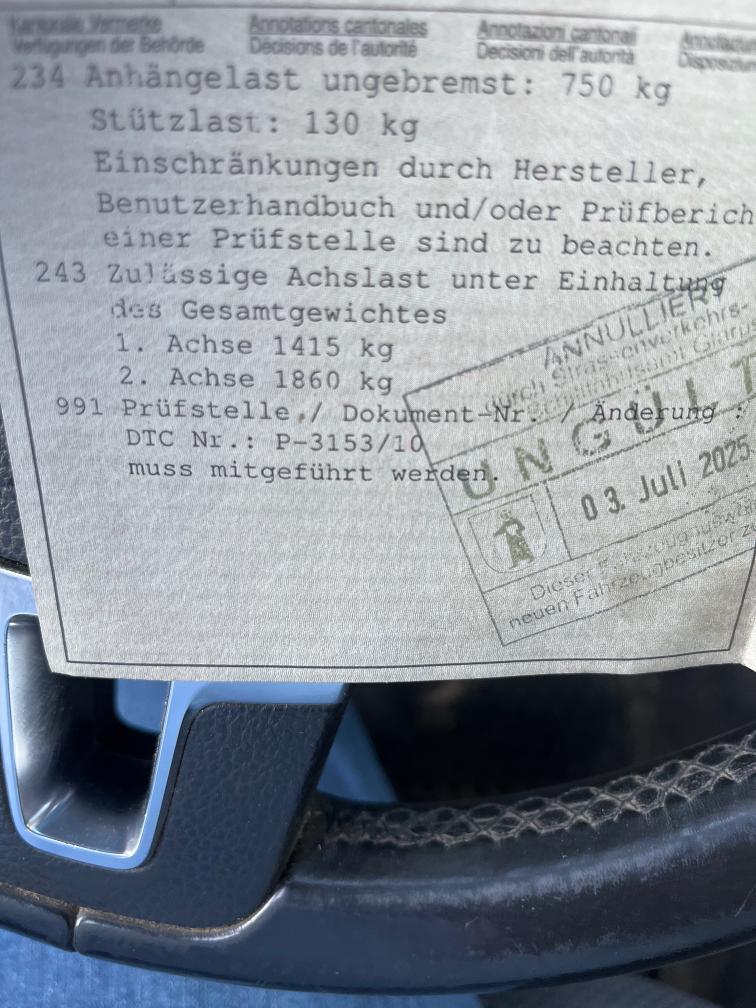 Kantonale Vermerke Annotations cantonales Annotazioni cantonali
Verfügungen der Behörde Décisions de l'autorité Decisioni dell'autorità
234 Anhängelast ungebremst: 750 kg
Stützlast: 130 kg
Einschränkungen durch Hersteller,
Benutzerhandbuch und/oder Prüfberich
einer Prüfstelle sind zu beachten.
243 Zulässige Achslast unter Einhaltung
des Gesamtgewichtes
1. Achse 1415 kg
2. Achse 1860 kg
991 Prüfstelle / Dokument-Nr. / Änderung :
DTC Nr.: P-3153/10
muss mitgeführt werden.
ANNULLIERT
durch Strassenverkehrs-
UNGÜLT
03. Juli 2025
Dieser
neuen Fahrzeugbesitzer